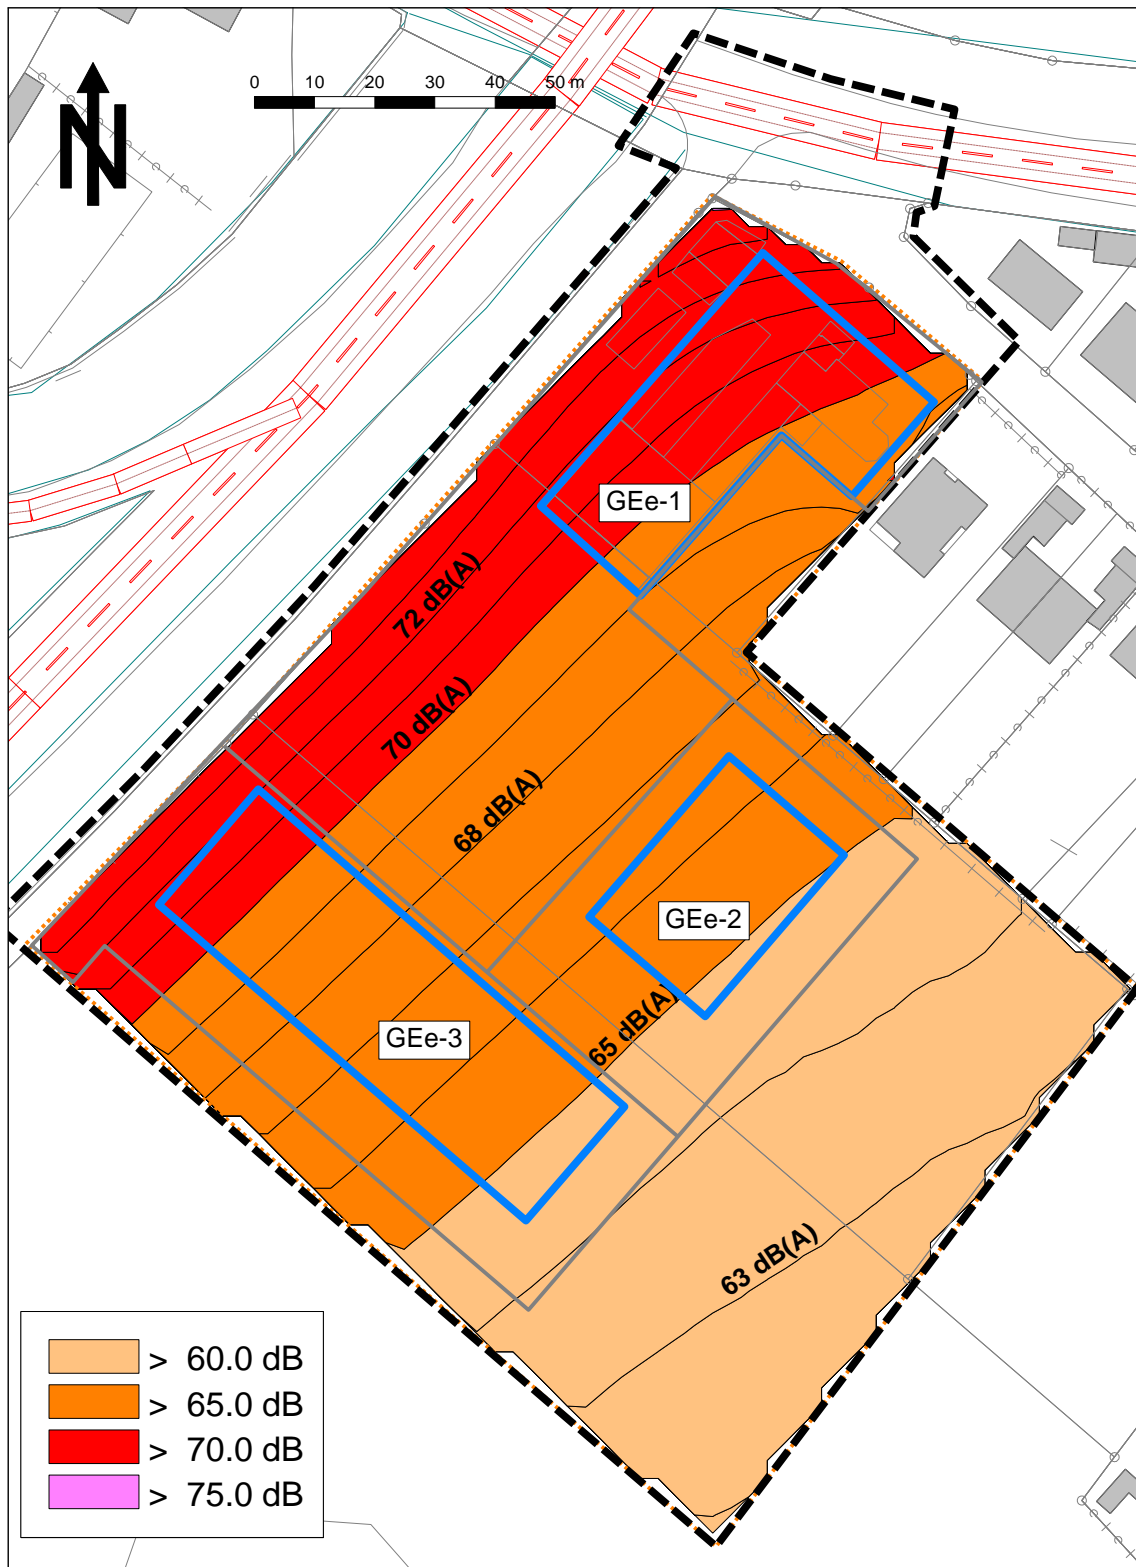 0 10 20 30 40 50 m
N
GEe-1
72 dB(A)
70 dB(A)
68 dB(A)
GEe-2
65 dB(A)
GEe-3
63 dB(A)
> 60.0 dB
> 65.0 dB
> 70.0 dB
> 75.0 dB